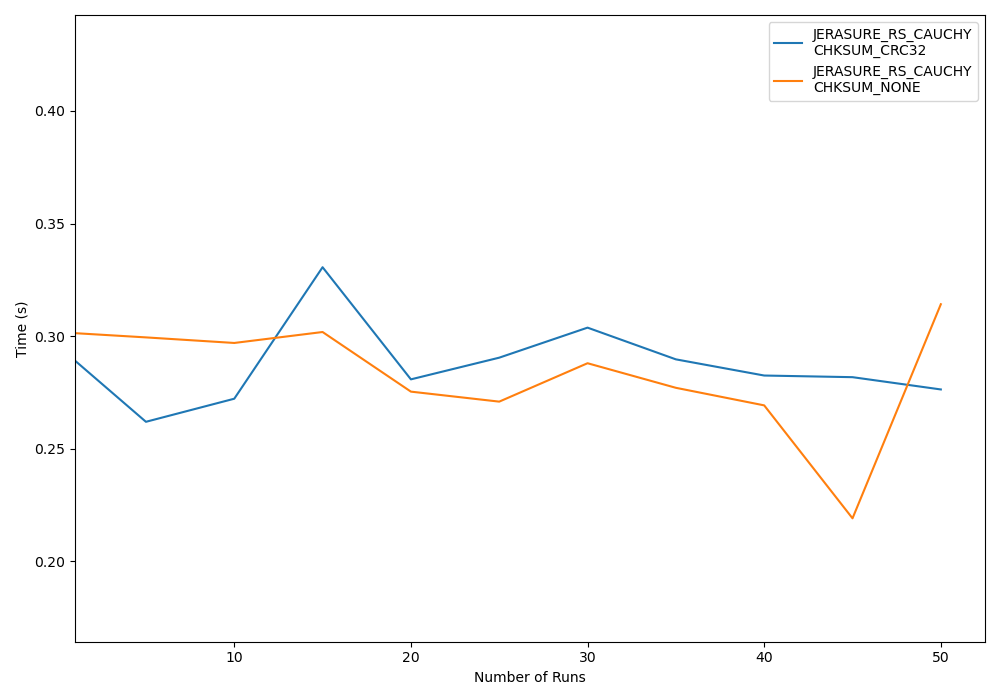 JERASURE_RS_CAUCHY
CHKSUM_CRC32
JERASURE_RS_CAUCHY
CHKSUM_NONE
0.40
0.35
0.30
0.25
0.20
Time (s)
10 20 30 40 50
Number of Runs